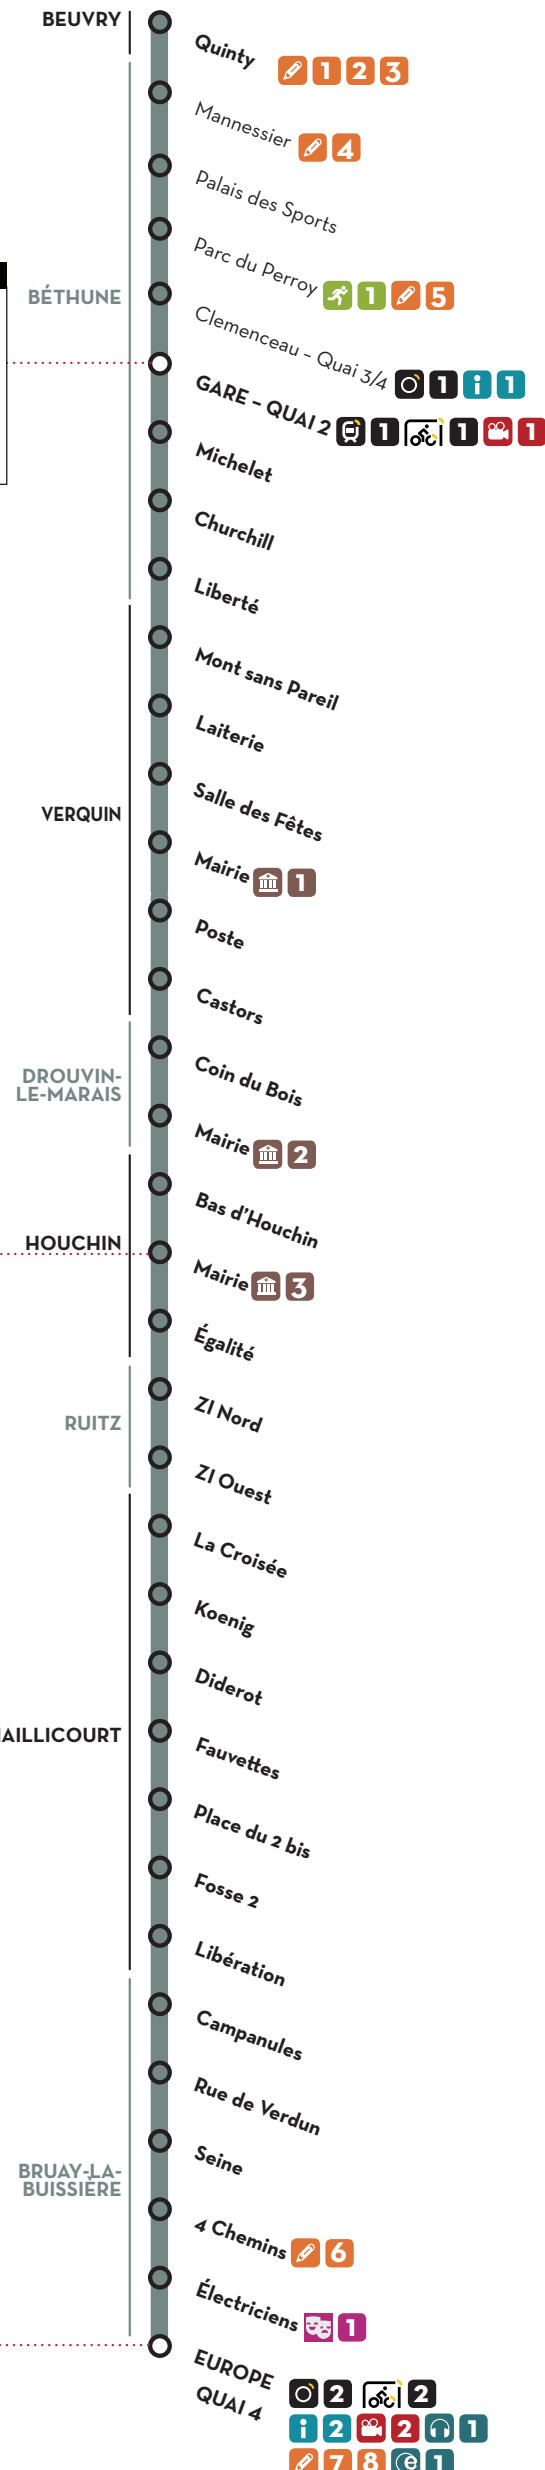 BEUVRY
Quinty 1 2 3
Mannessier 4
Palais des Sports
Parc du Perroy 1 5
BÉTHUNE
Clemenceau – Quai 3/4 1 i 1
GARE – QUAI 2 1 1 1
Michelet
Churchill
Liberté
Mont sans Pareil
Laiterie
Salle des Fêtes
VERQUIN
Mairie 1
Poste
Castors
Coin du Bois
DROUVIN-
LE-MARAIS
Mairie 2
Bas d'Houchin
HOUCHIN
Mairie 3
Égalité
ZI Nord
RUITZ
ZI Ouest
La Croisée
Koenig
Diderot
AILLICOURT
Fauvettes
Place du 2 bis
Fosse 2
Libération
Campanules
Rue de Verdun
Seine
BRUAY-LA-
BUISSIÈRE
4 Chemins 6
Électriciens 1
EUROPE
QUAI 4
2 2
i 2 2 1
7 8 1